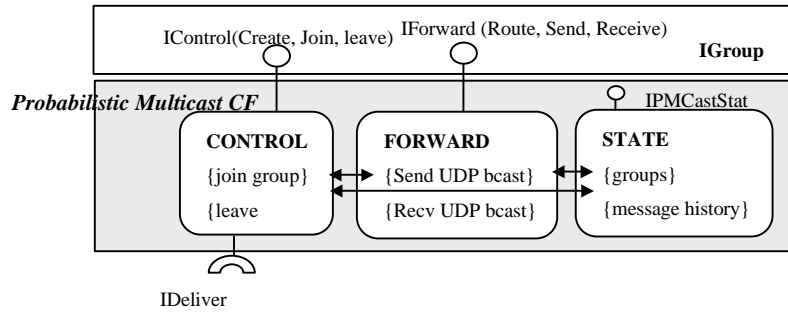 IControl(Create, Join, leave)
IForward (Route, Send, Receive)
IGroup
Probabilistic Multicast CF
IPMCastStat
CONTROL
{join group}
{leave
FORWARD
{Send UDP bcast}
{Recv UDP bcast}
STATE
{groups}
{message history}
IDeliver